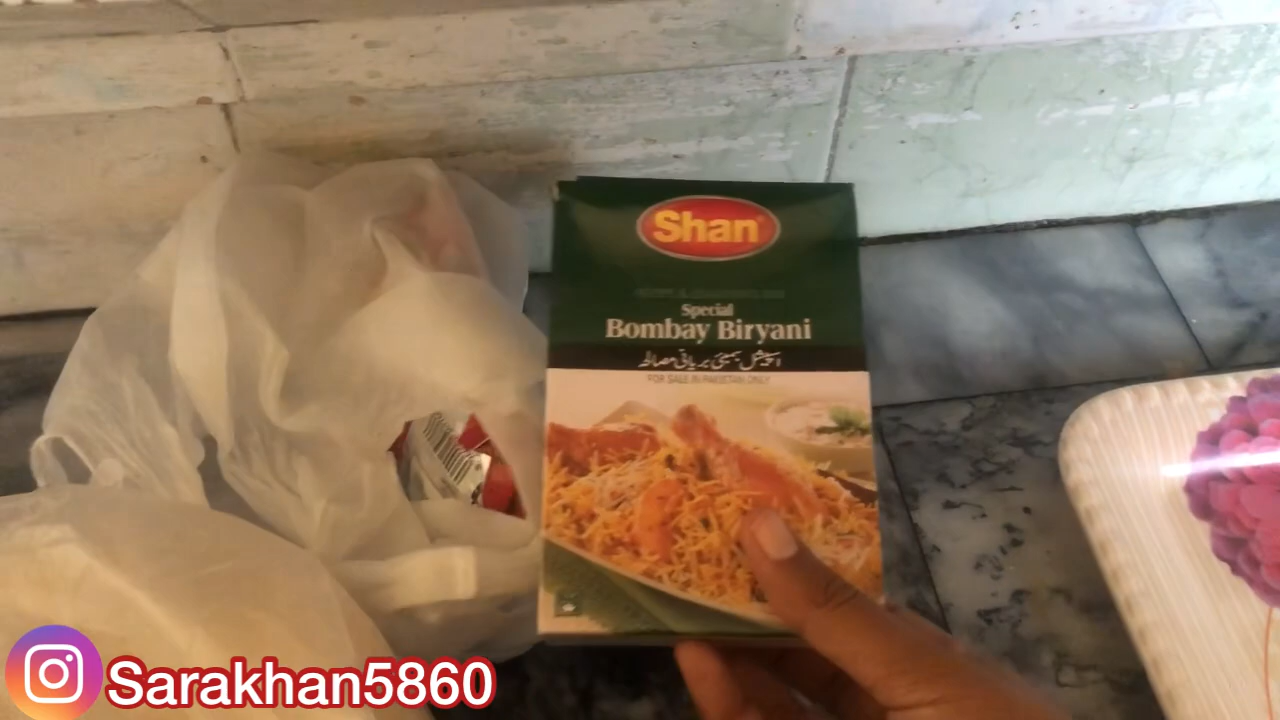 Shan
Special
Bombay Biryani
اسپیشل بمبئی بریانی مصالحہ
FOR SALE IN PAKISTAN ONLY
Sarakhan5860